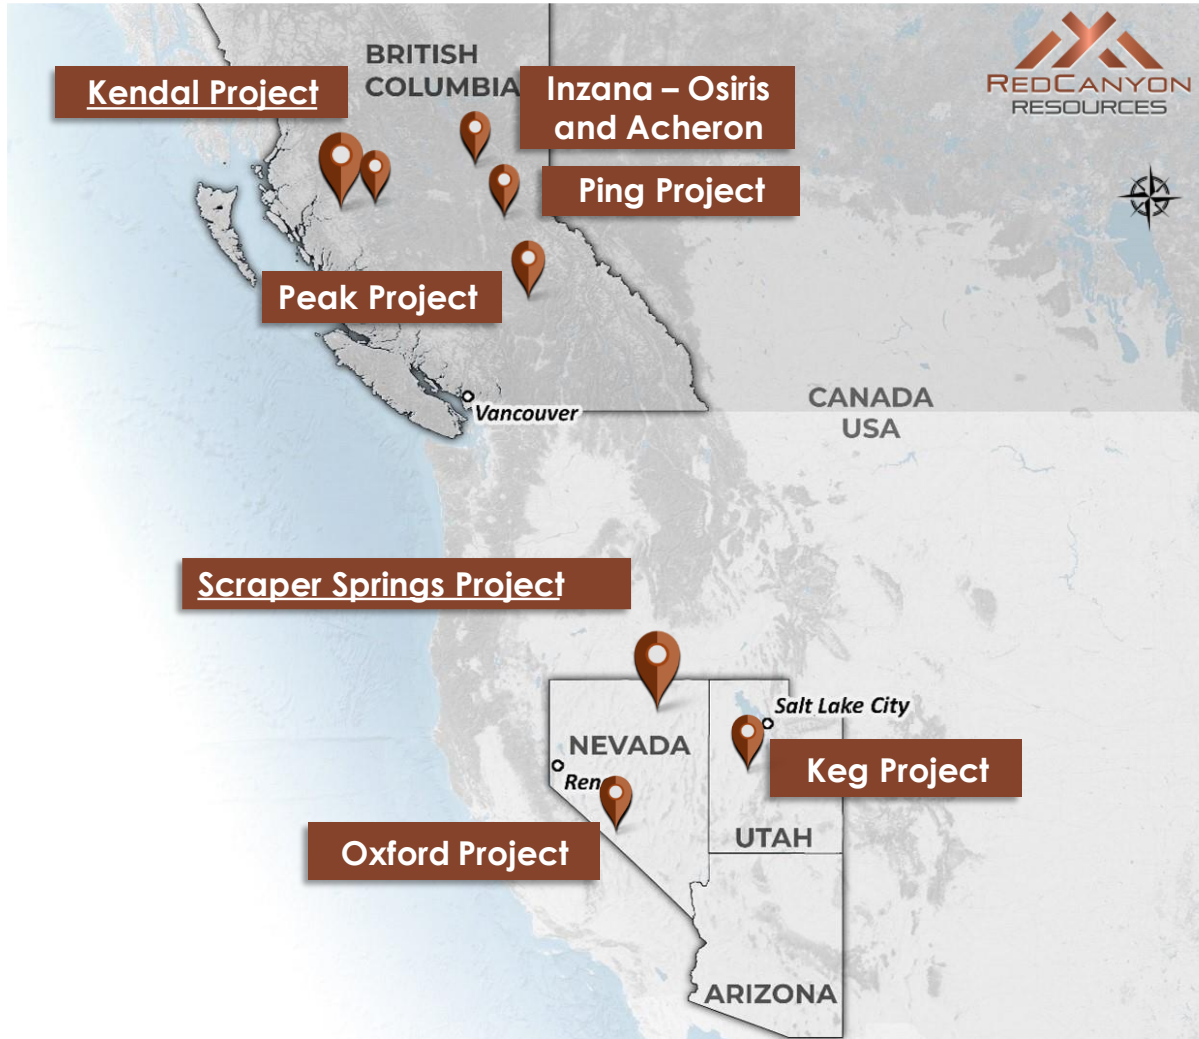 BRITISH
COLUMBIA
REDCANYON
RESOURCES
Kendal Project
Inzana – Osiris
and Acheron
Ping Project
Peak Project
Vancouver
CANADA
USA
Scraper Springs Project
Salt Lake City
NEVADA
Keg Project
UTAH
Oxford Project
ARIZONA